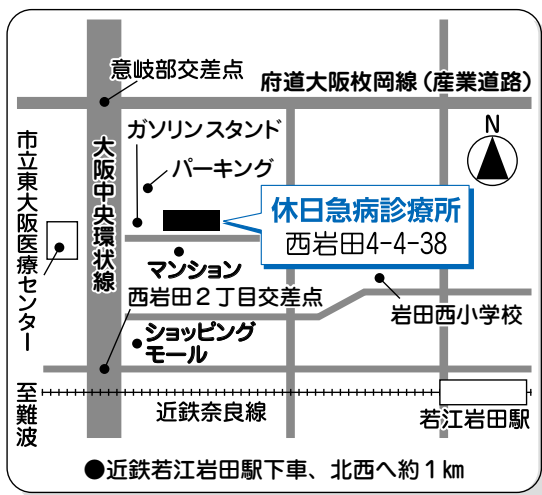 意岐部交差点
府道大阪枚岡線（産業道路）
ガソリンスタンド
N
市立東大阪医療センター
大阪中央環状線
パーキング
休日急病診療所
西岩田4-4-38
マンション
西岩田２丁目交差点
岩田西小学校
ショッピング
モール
至難波
近鉄奈良線
若江岩田駅
●近鉄若江岩田駅下車、北西へ約１km